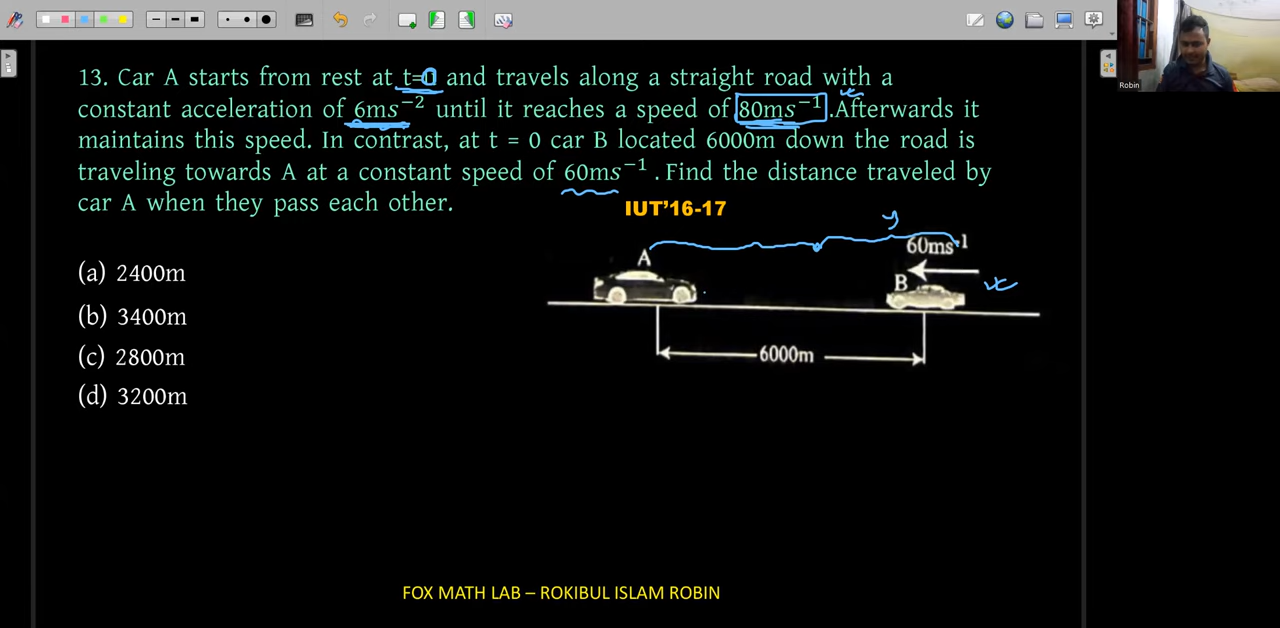 13. Car A starts from rest at t=0 and travels along a straight road with a
constant acceleration of 6ms⁻² until it reaches a speed of 80ms⁻¹.Afterwards it
maintains this speed. In contrast, at t = 0 car B located 6000m down the road is
traveling towards A at a constant speed of 60ms⁻¹. Find the distance traveled by
car A when they pass each other.
IUT'16-17
(a) 2400m
(b) 3400m
(c) 2800m
(d) 3200m
A
60ms⁻¹
B
6000m
FOX MATH LAB – ROKIBUL ISLAM ROBIN
Robin